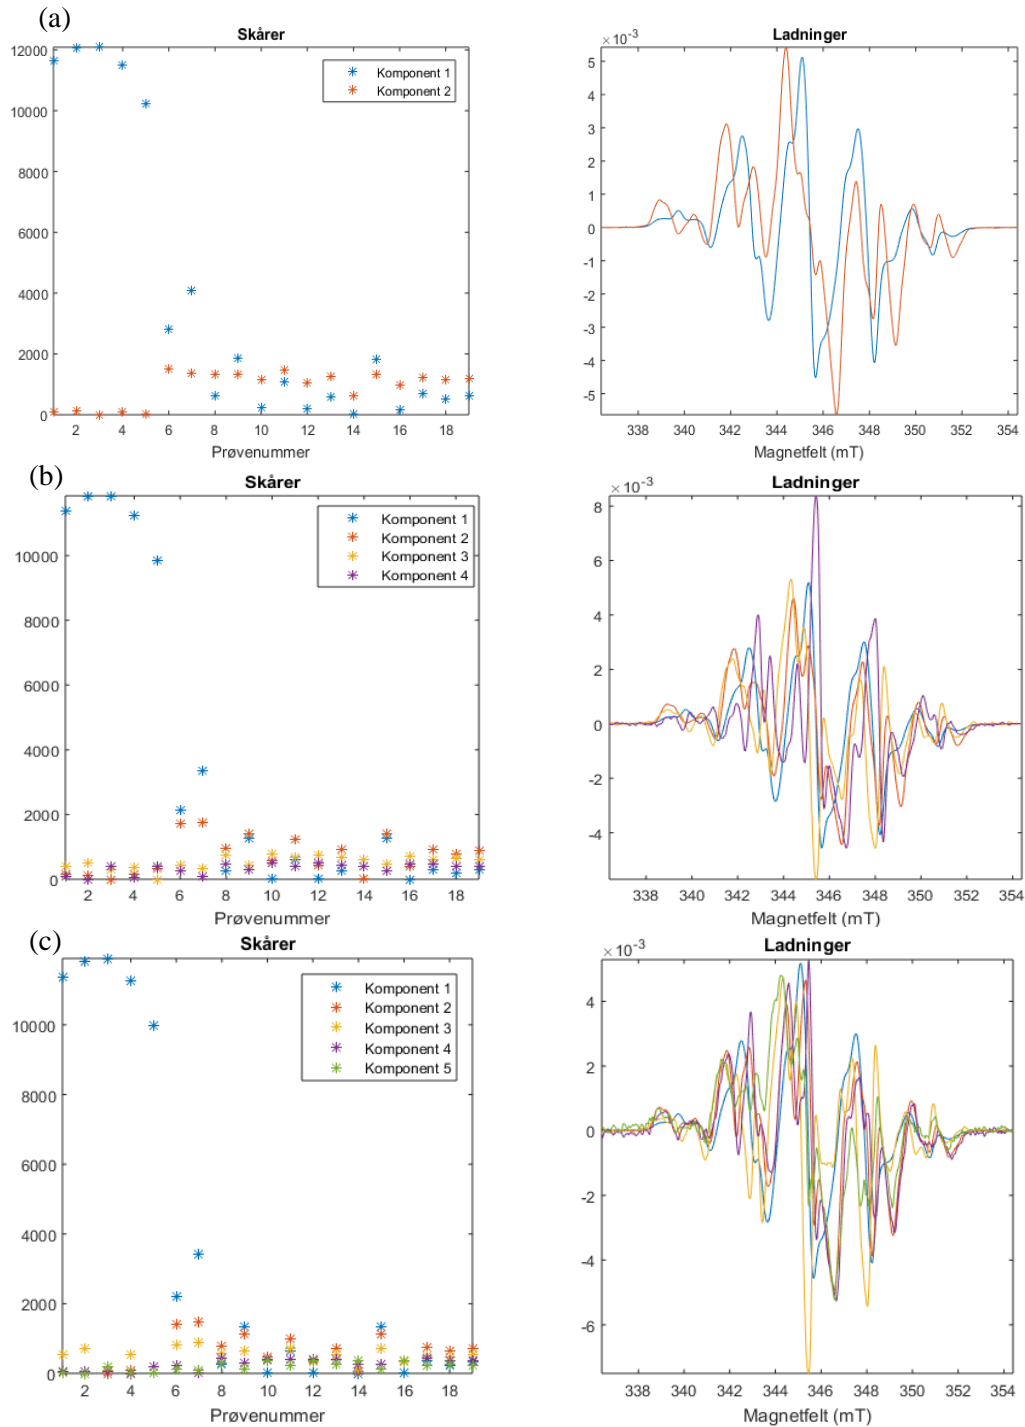 (a)
Skårer
12000
10000
8000
6000
4000
2000
0
2 4 6 8 10 12 14 16 18
Prøvenummer
Komponent 1
Komponent 2
Ladninger
×10⁻³
5
4
3
2
1
0
-1
-2
-3
-4
-5
338 340 342 344 346 348 350 352 354
Magnetfelt (mT)
(b)
Skårer
10000
8000
6000
4000
2000
0
2 4 6 8 10 12 14 16 18
Prøvenummer
Komponent 1
Komponent 2
Komponent 3
Komponent 4
Ladninger
×10⁻³
8
6
4
2
0
-2
-4
338 340 342 344 346 348 350 352 354
Magnetfelt (mT)
(c)
Skårer
10000
8000
6000
4000
2000
0
2 4 6 8 10 12 14 16 18
Prøvenummer
Komponent 1
Komponent 2
Komponent 3
Komponent 4
Komponent 5
Ladninger
×10⁻³
4
2
0
-2
-4
-6
338 340 342 344 346 348 350 352 354
Magnetfelt (mT)